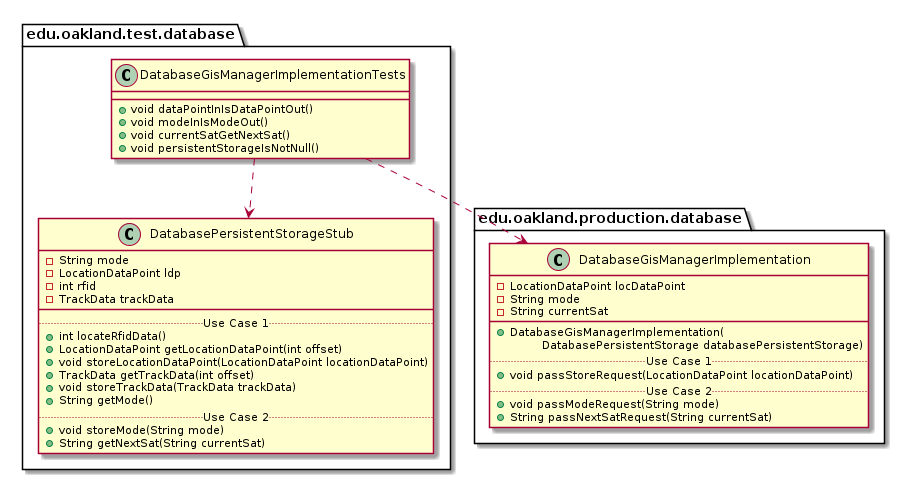 edu.oakland.test.database
C DatabaseGisManagerImplementationTests
void dataPointInIsDataPointOut()
void modeInIsModeOut()
void currentSatGetNextSat()
void persistentStorageIsNotNull()
C DatabasePersistentStorageStub
String mode
LocationDataPoint ldp
int rfid
TrackData trackData
Use Case 1
int locateRfidData()
LocationDataPoint getLocationDataPoint(int offset)
void storeLocationDataPoint(LocationDataPoint locationDataPoint)
TrackData getTrackData(int offset)
void storeTrackData(TrackData trackData)
String getMode()
Use Case 2
void storeMode(String mode)
String getNextSat(String currentSat)
edu.oakland.production.database
C DatabaseGisManagerImplementation
LocationDataPoint locDataPoint
String mode
String currentSat
DatabaseGisManagerImplementation(
DatabasePersistentStorage databasePersistentStorage)
Use Case 1
void passStoreRequest(LocationDataPoint locationDataPoint)
Use Case 2
void passModeRequest(String mode)
String passNextSatRequest(String currentSat)